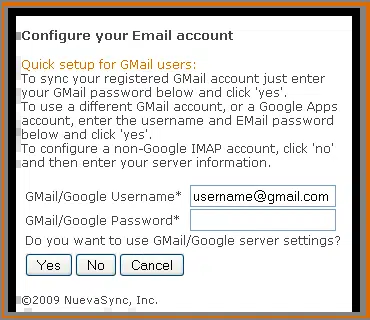 Configure your Email account
Quick setup for GMail users:
To sync your registered GMail account just enter
your GMail password below and click 'yes'.
To use a different GMail account, or a Google Apps
account, enter the username and EMail password
below and click 'yes'.
To configure a non-Google IMAP account, click 'no'
and then enter your server information.
GMail/Google Username* username@gmail.com
GMail/Google Password*
Do you want to use GMail/Google server settings?
Yes No Cancel
©2009 NuevaSync, Inc.